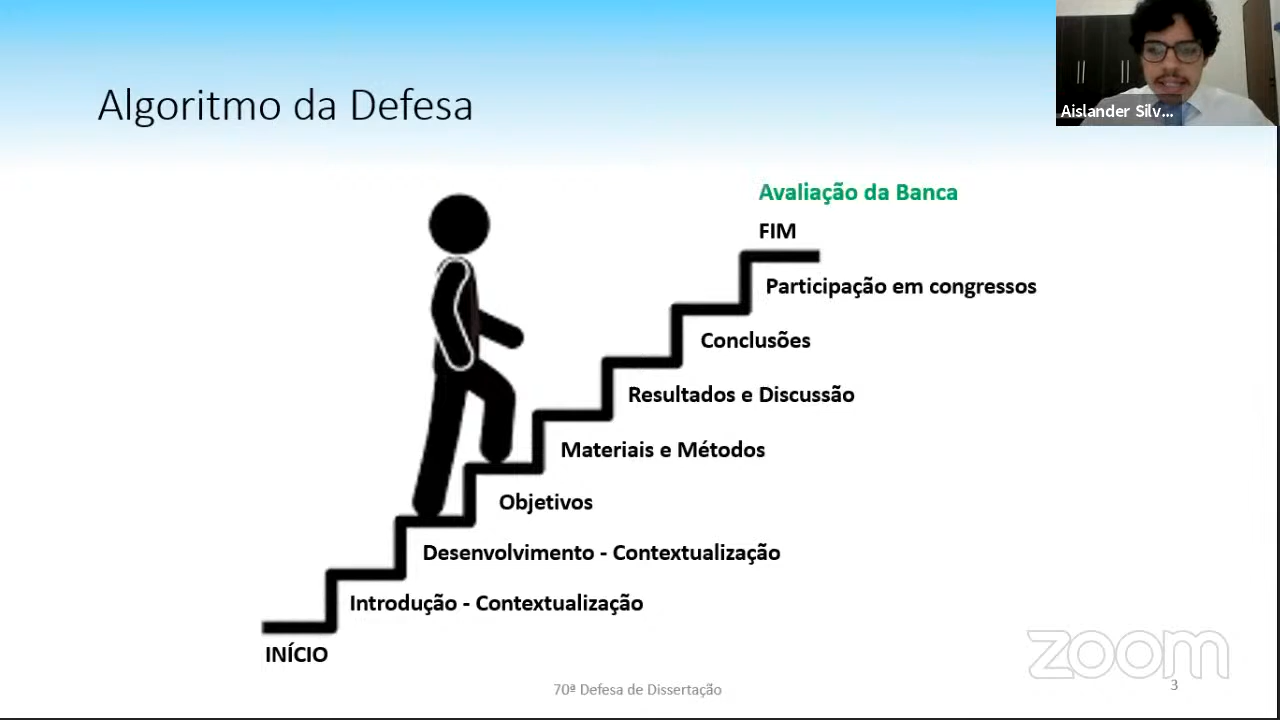 Algoritmo da Defesa
Aislander Silv...
Avaliação da Banca
FIM
Participação em congressos
Conclusões
Resultados e Discussão
Materiais e Métodos
Objetivos
Desenvolvimento - Contextualização
Introdução - Contextualização
INÍCIO
zoom
70ª Defesa de Dissertação
3